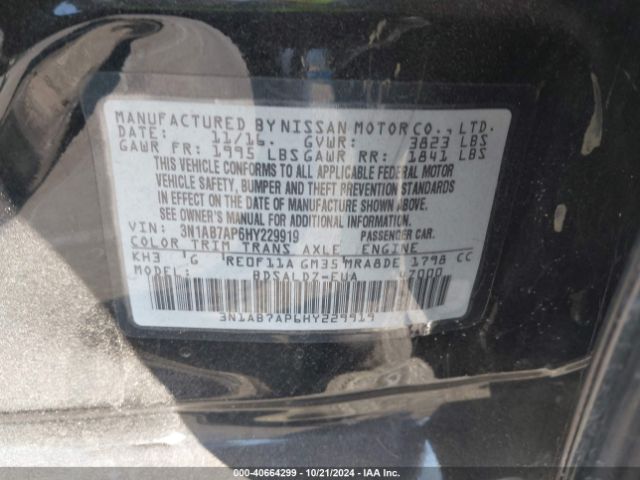 MANUFACTURED BY NISSAN MOTOR CO., LTD.
DATE: 11/16. GVWR: 3823 LBS
GAWR FR: 1995 LBS GAWR RR: 1841 LBS
THIS VEHICLE CONFORMS TO ALL APPLICABLE FEDERAL MOTOR
VEHICLE SAFETY, BUMPER AND THEFT PREVENTION STANDARDS
IN EFFECT ON THE DATE OF MANUFACTURE SHOWN ABOVE.
SEE OWNER'S MANUAL FOR ADDITIONAL INFORMATION.
VIN: 3N1AB7AP6HY229919 PASSENGER CAR.
COLOR TRIM TRANS AXLE ENGINE
KH3 G RE0F11A GM35 MRA8DE 1798 CC
MODEL: BDSALDZ-EUA
3N1AB7AP6HY229919
000-40664299 - 10/21/2024 - IAA Inc.